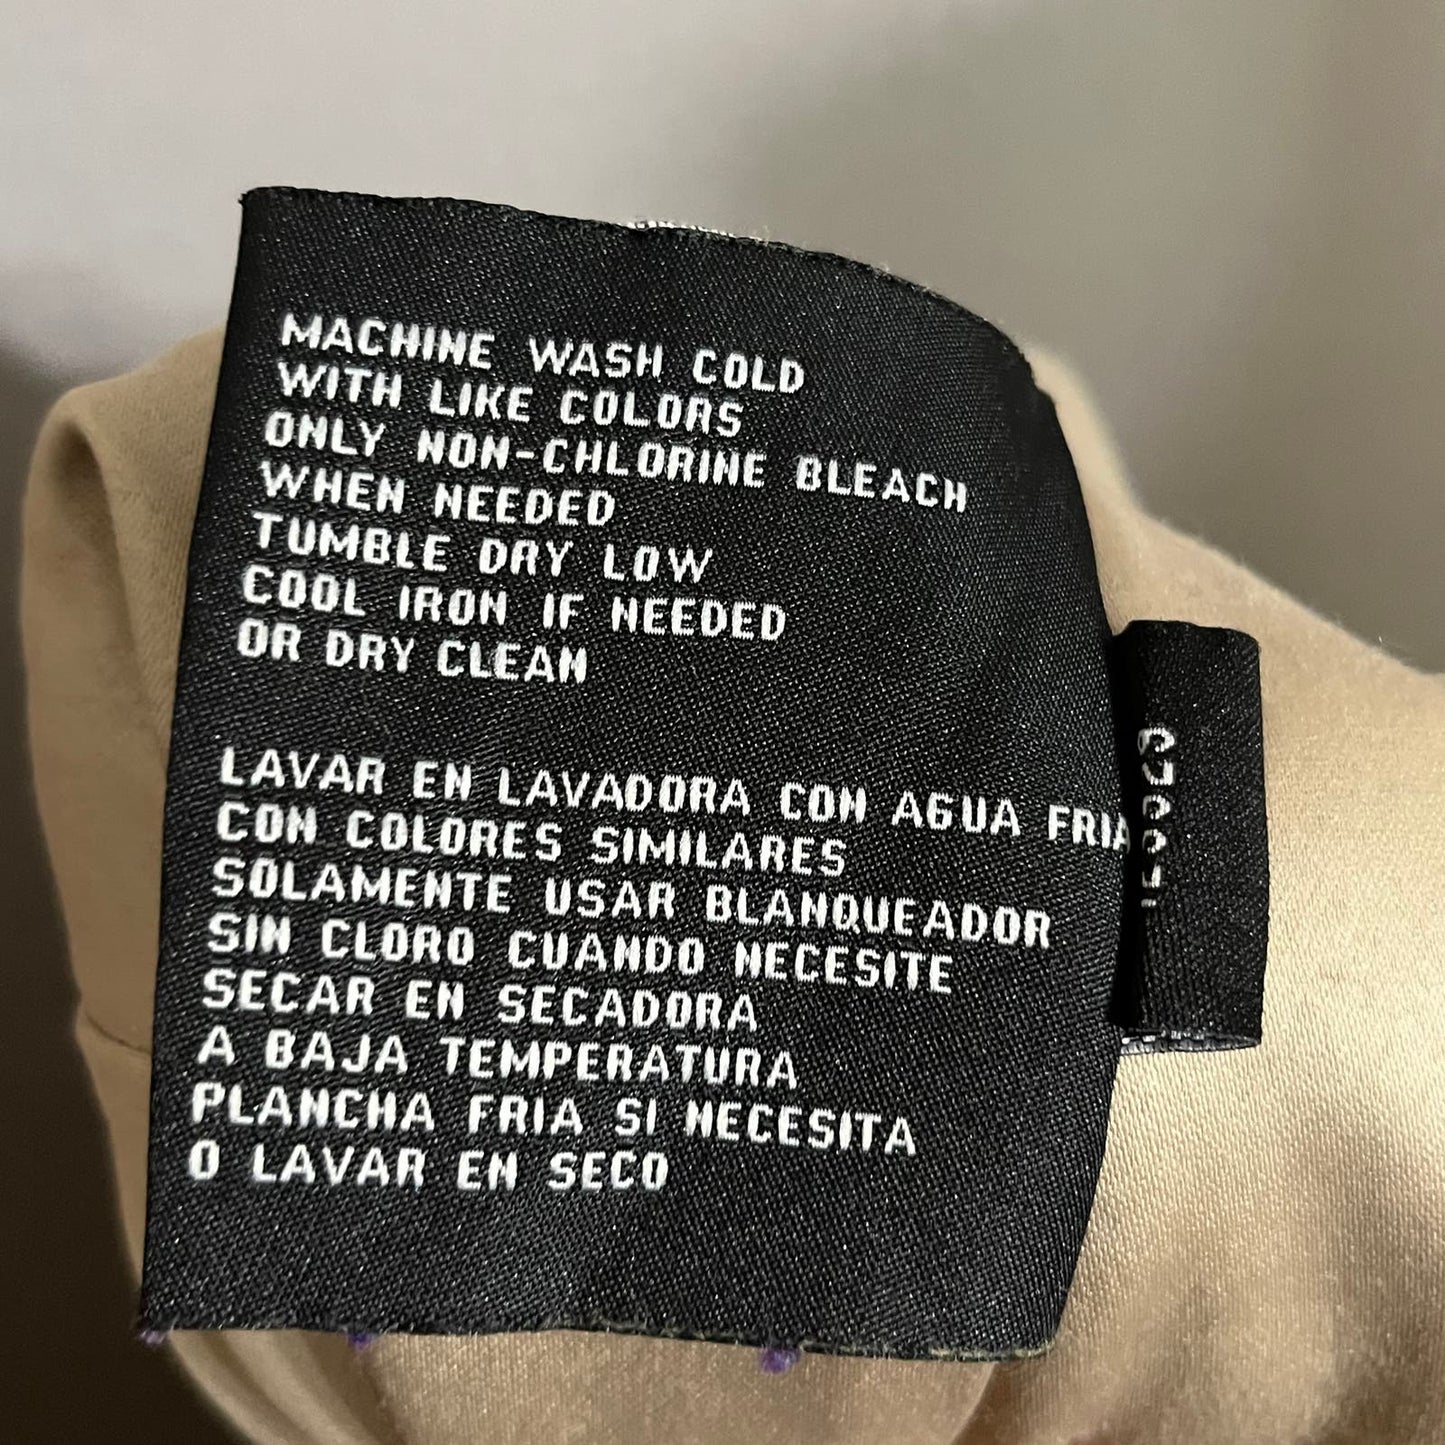 MACHINE WASH COLD
WITH LIKE COLORS
ONLY NON-CHLORINE BLEACH
WHEN NEEDED
TUMBLE DRY LOW
COOL IRON IF NEEDED
OR DRY CLEAN
LAVAR EN LAVADORA CON AGUA FRIA
CON COLORES SIMILARES
SOLAMENTE USAR BLANQUEADOR
SIN CLORO CUANDO NECESITE
SECAR EN SECADORA
A BAJA TEMPERATURA
PLANCHA FRIA SI NECESITA
O LAVAR EN SECO